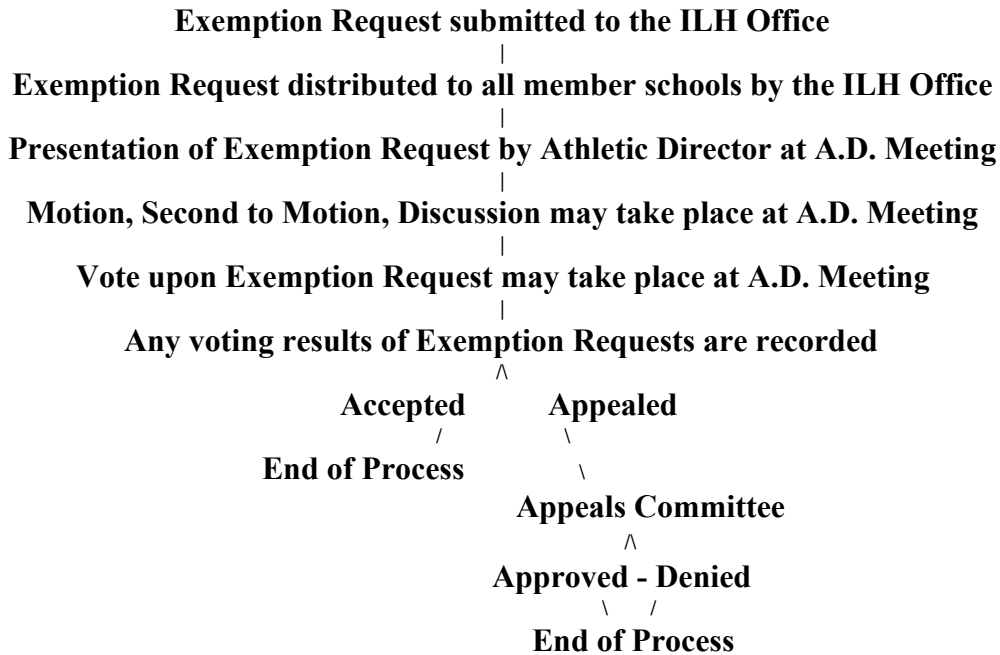 Exemption Request submitted to the ILH Office
|
Exemption Request distributed to all member schools by the ILH Office
|
Presentation of Exemption Request by Athletic Director at A.D. Meeting
|
Motion, Second to Motion, Discussion may take place at A.D. Meeting
|
Vote upon Exemption Request may take place at A.D. Meeting
|
Any voting results of Exemption Requests are recorded
/\
Accepted Appealed
/ \
End of Process \
Appeals Committee
/\
Approved - Denied
\ /
End of Process